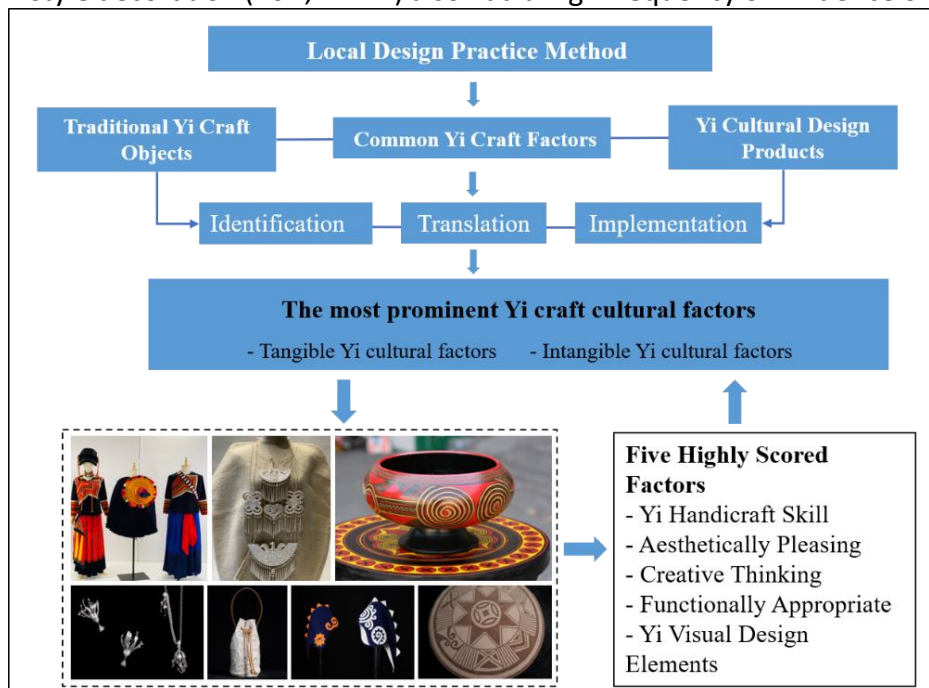 Local Design Practice Method
Traditional Yi Craft
Objects
Common Yi Craft Factors
Yi Cultural Design
Products
Identification
Translation
Implementation
The most prominent Yi craft cultural factors
- Tangible Yi cultural factors
- Intangible Yi cultural factors
Five Highly Scored
Factors
- Yi Handicraft Skill
- Aesthetically Pleasing
- Creative Thinking
- Functionally Appropriate
- Yi Visual Design
Elements